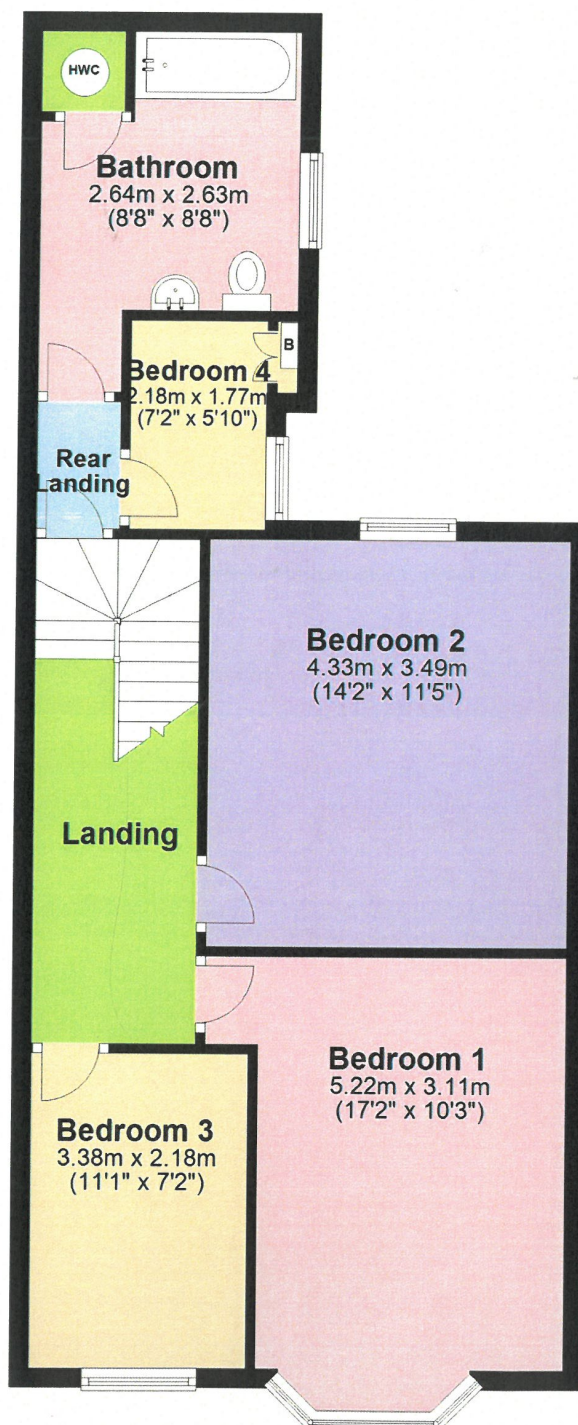 HWC
Bathroom
2.64m x 2.63m
(8'8" x 8'8")
B
Bedroom 4
2.18m x 1.77m
(7'2" x 5'10")
Rear
Landing
Bedroom 2
4.33m x 3.49m
(14'2" x 11'5")
Landing
Bedroom 1
5.22m x 3.11m
(17'2" x 10'3")
Bedroom 3
3.38m x 2.18m
(11'1" x 7'2")